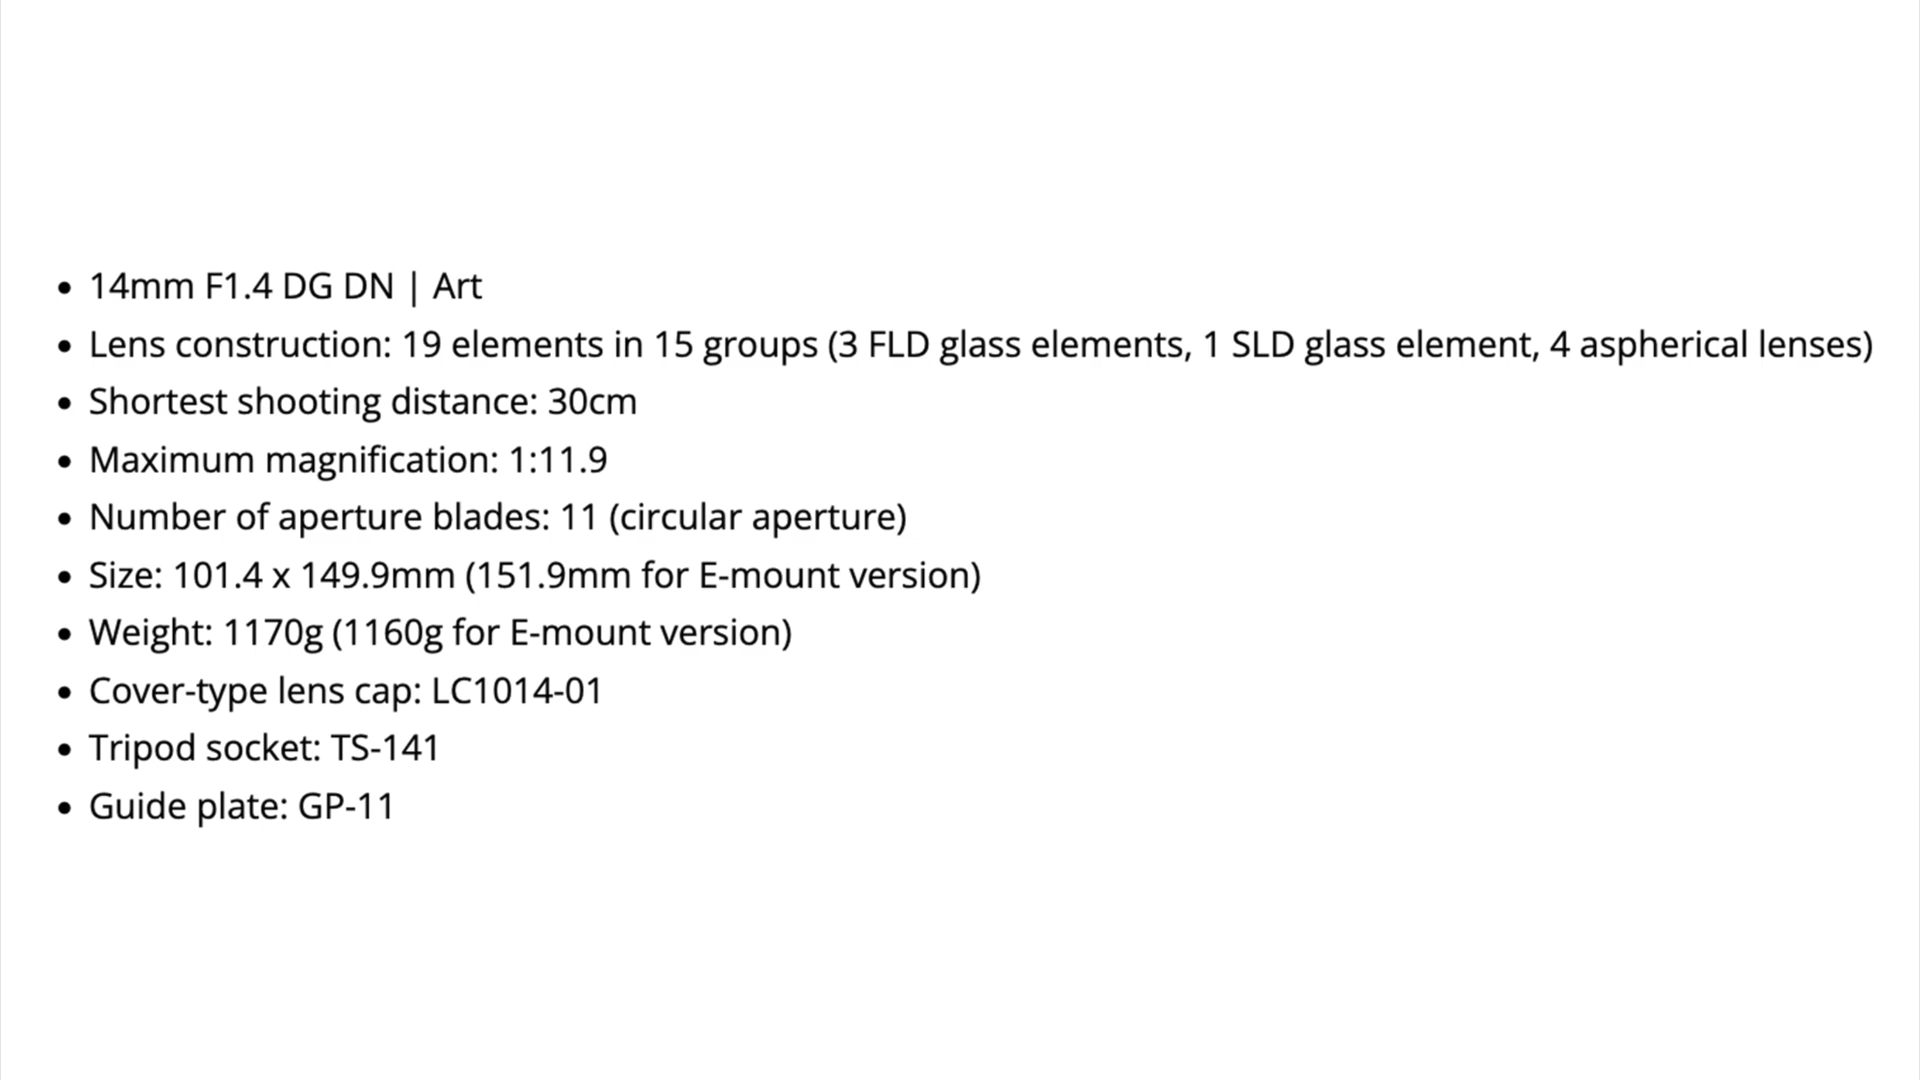 • 14mm F1.4 DG DN | Art
• Lens construction: 19 elements in 15 groups (3 FLD glass elements, 1 SLD glass element, 4 aspherical lenses)
• Shortest shooting distance: 30cm
• Maximum magnification: 1:11.9
• Number of aperture blades: 11 (circular aperture)
• Size: 101.4 x 149.9mm (151.9mm for E-mount version)
• Weight: 1170g (1160g for E-mount version)
• Cover-type lens cap: LC1014-01
• Tripod socket: TS-141
• Guide plate: GP-11